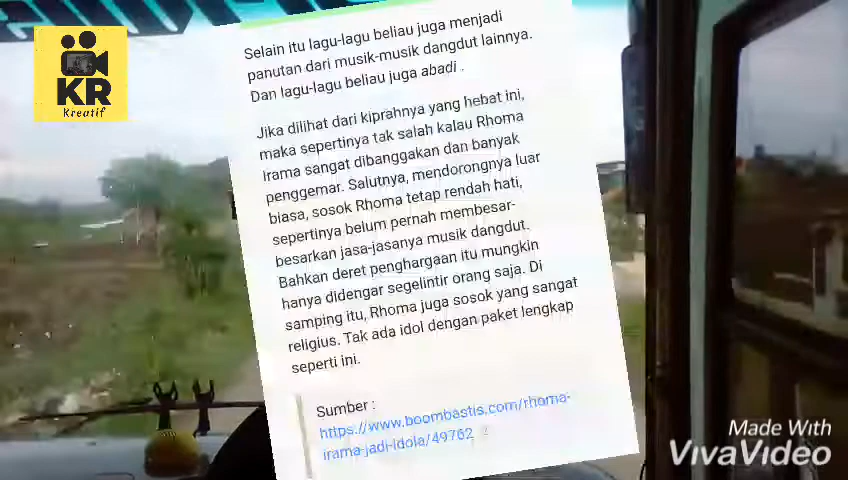 KR
Kreatif
Selain itu lagu-lagu beliau juga menjadi
panutan dari musik-musik dangdut lainnya.
Dan lagu-lagu beliau juga abadi .
Jika dilihat dari kiprahnya yang hebat ini,
maka sepertinya tak salah kalau Rhoma
Irama sangat dibanggakan dan banyak
penggemar. Salutnya, mendorongnya luar
biasa, sosok Rhoma tetap rendah hati,
sepertinya belum pernah membesar-
besarkan jasa-jasanya musik dangdut.
Bahkan deret penghargaan itu mungkin
hanya didengar segelintir orang saja. Di
samping itu, Rhoma juga sosok yang sangat
religius. Tak ada idol dengan paket lengkap
seperti ini.
Sumber :
https://www.boombastis.com/rhoma-
irama-jadi-idola/49762
Made With
VivaVideo